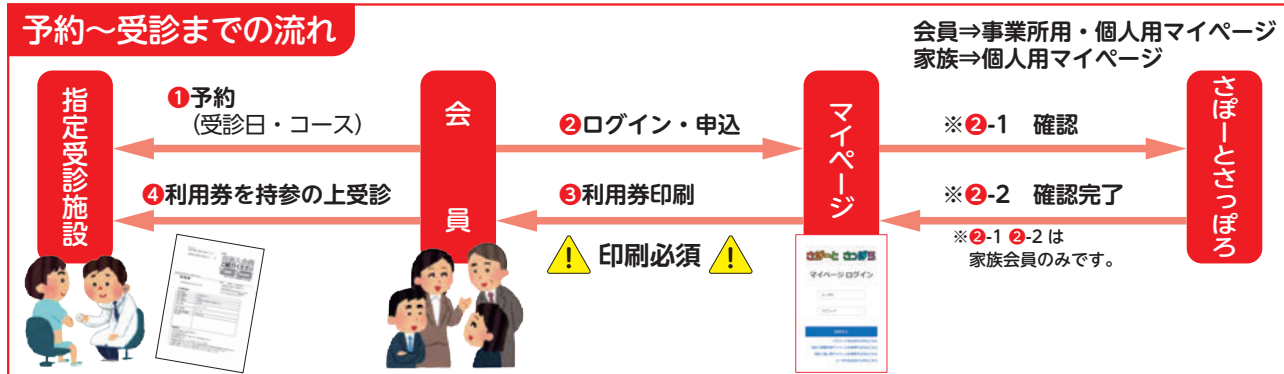 予約〜受診までの流れ
会員⇒事業所用・個人用マイページ
家族⇒個人用マイページ
指定受診施設
❶予約
（受診日・コース）
会員
❷ログイン・申込
マイページ
※❷-1　確認
さぽーとさっぽろ
❹利用券を持参の上受診
❸利用券印刷
※❷-2　確認完了
印刷必須
※❷-1 ❷-2 は
家族会員のみです。
さぽーと さっぽろ
マイページ ログイン
ログイン